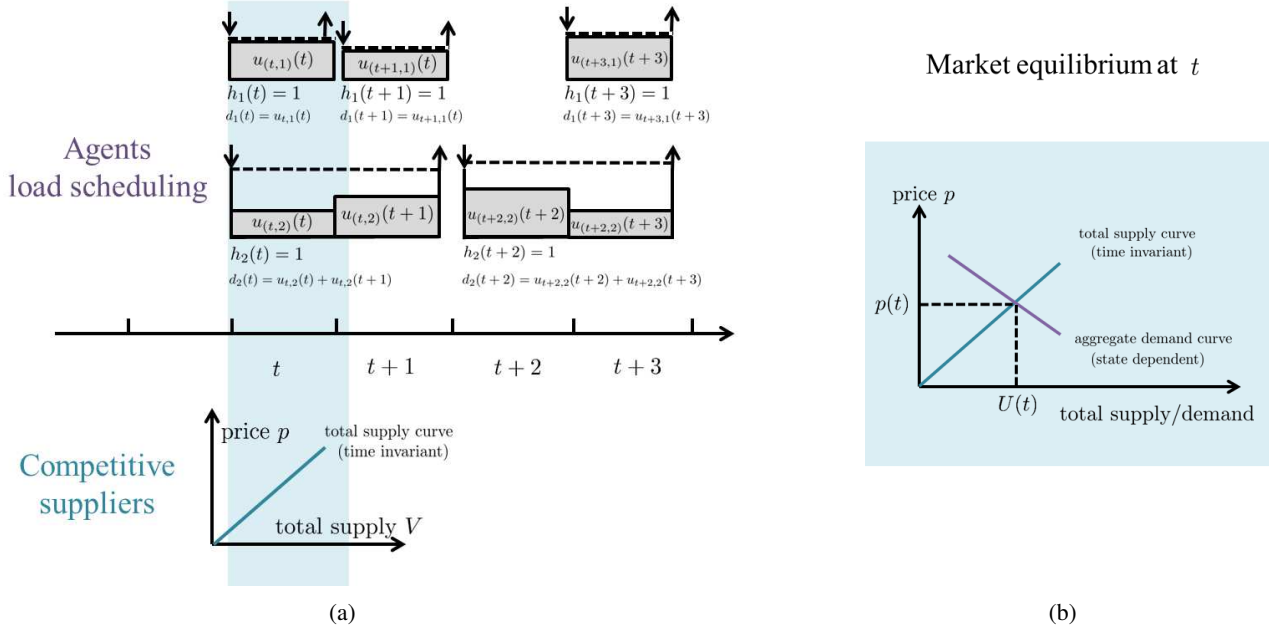 u_{(t,1)}(t)
u_{(t+1,1)}(t)
u_{(t+3,1)}(t+3)
h_1(t) = 1
h_1(t+1) = 1
h_1(t+3) = 1
d_1(t) = u_{t,1}(t)
d_1(t+1) = u_{t+1,1}(t)
d_1(t+3) = u_{t+3,1}(t+3)
Agents
load scheduling
u_{(t,2)}(t)
u_{(t,2)}(t+1)
u_{(t+2,2)}(t+2)
u_{(t+2,2)}(t+3)
h_2(t) = 1
h_2(t+2) = 1
d_2(t) = u_{t,2}(t) + u_{t,2}(t+1)
d_2(t+2) = u_{t+2,2}(t+2) + u_{t+2,2}(t+3)
t
t + 1
t + 2
t + 3
Competitive
suppliers
price p
total supply curve
(time invariant)
total supply V
(a)
Market equilibrium at t
price p
total supply curve
(time invariant)
p(t)
aggregate demand curve
(state dependent)
U(t)
total supply/demand
(b)